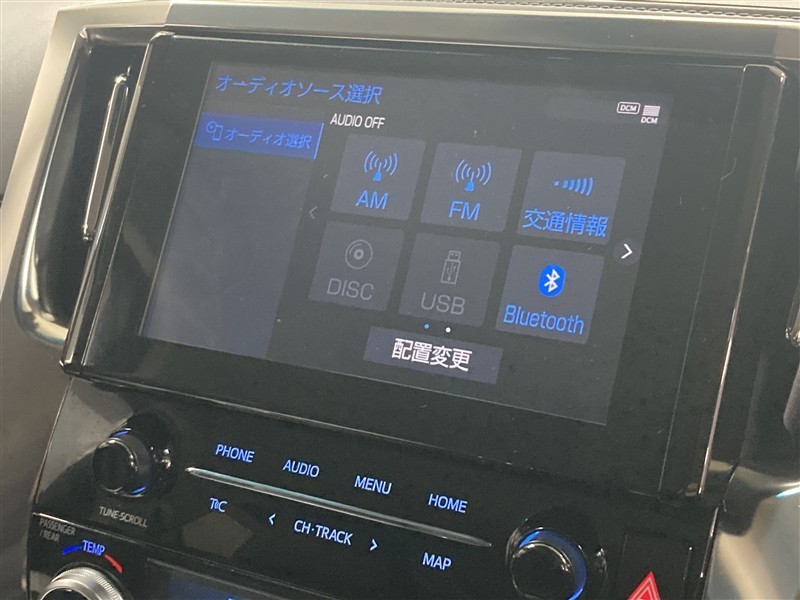 オーディオソース選択
DCM
DCM
オーディオ選択
AUDIO OFF
AM
FM
交通情報
DISC
USB
Bluetooth
配置変更
PHONE
AUDIO
MENU
HOME
TUNE・SCROLL
CH・TRACK
MAP
PASSENGER
/REAR
TEMP